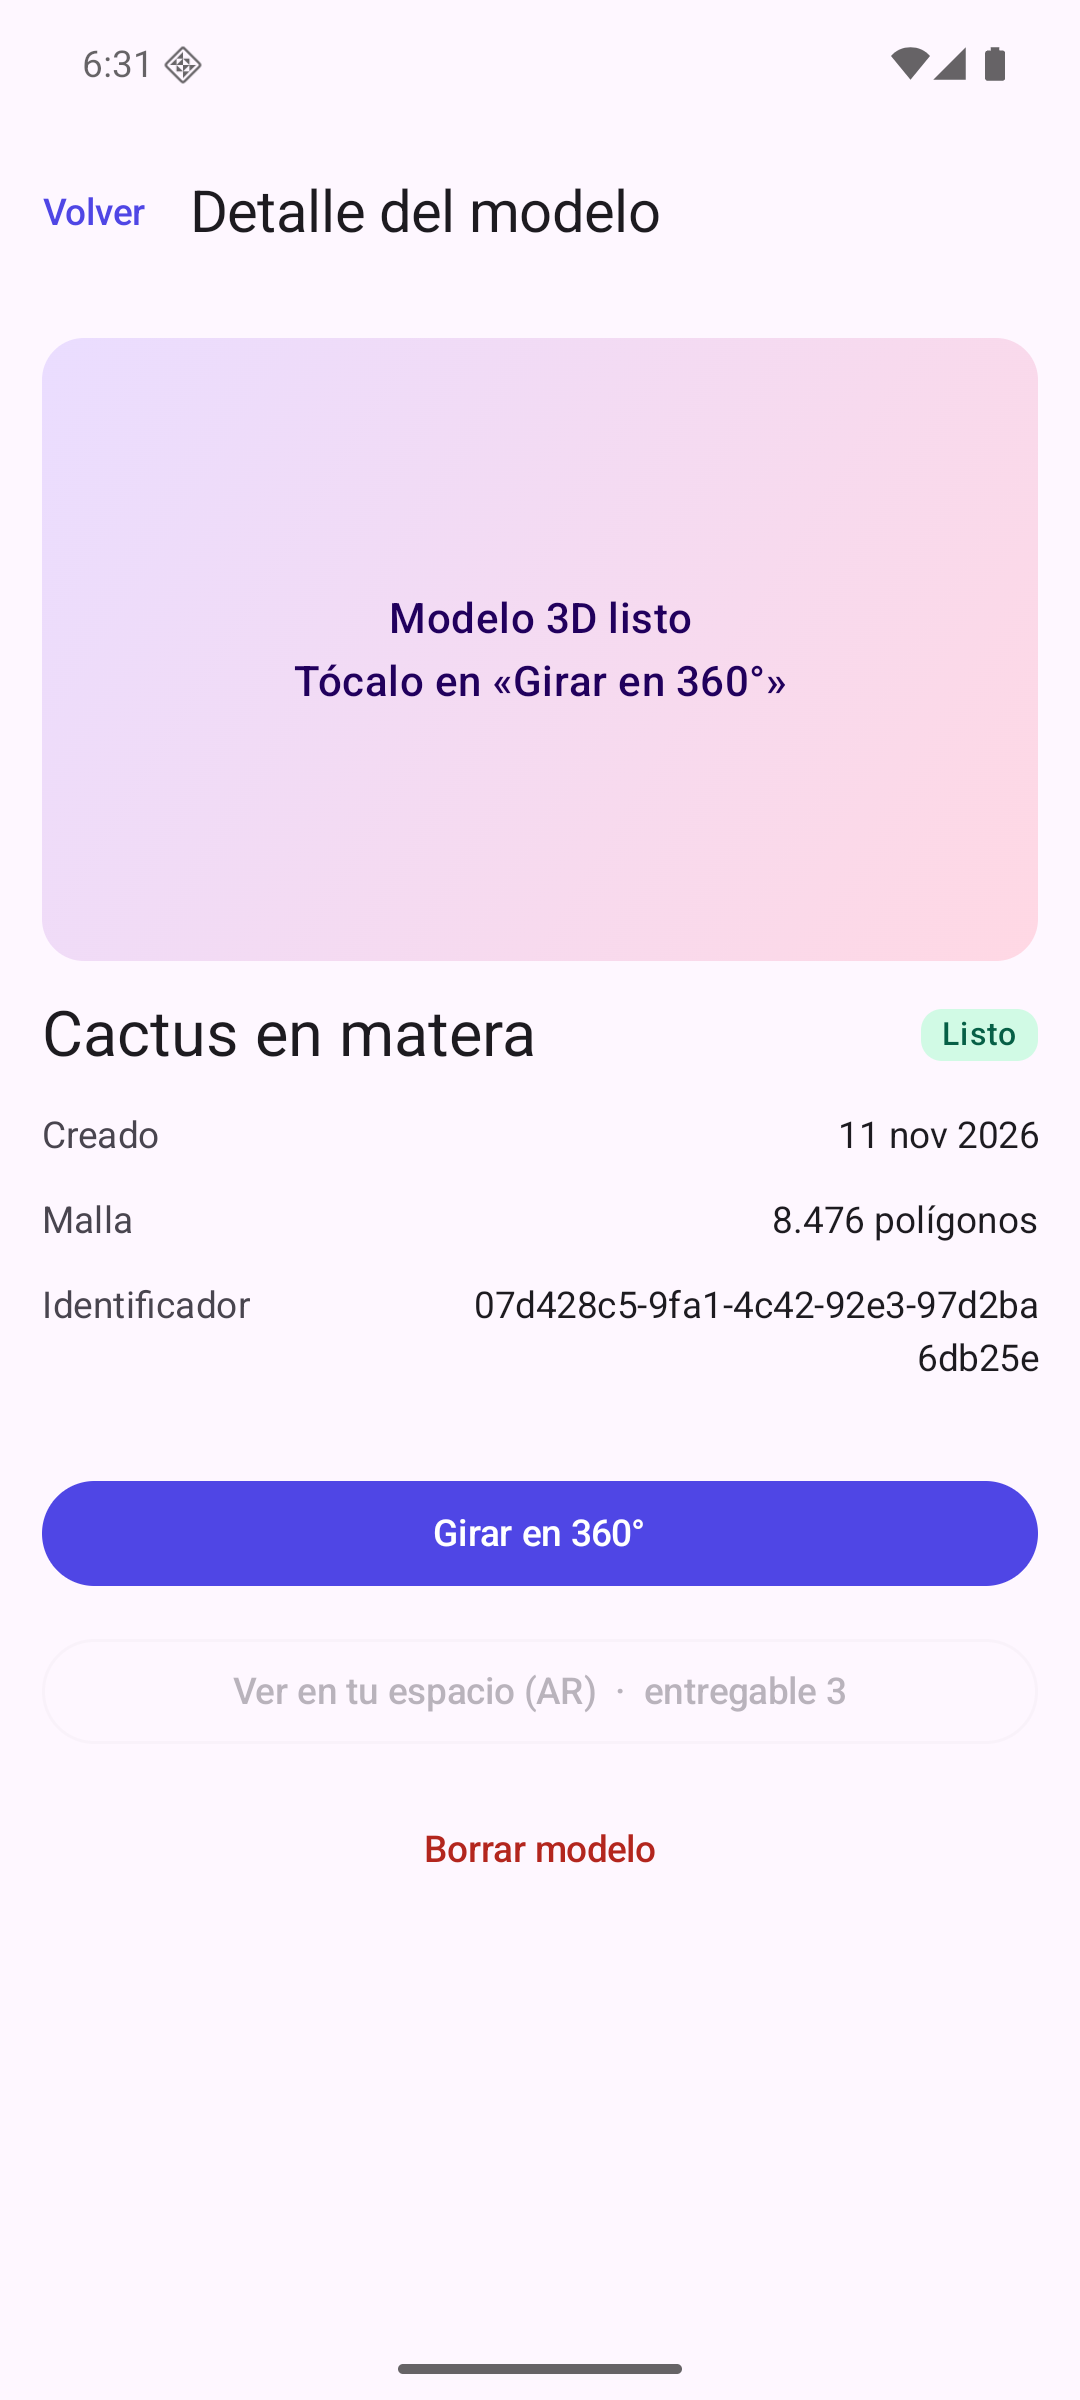 6:31
Volver
Detalle del modelo
Modelo 3D listo
Tócalo en «Girar en 360°»
Cactus en matera
Listo
Creado
11 nov 2026
Malla
8.476 polígonos
Identificador
07d428c5-9fa1-4c42-92e3-97d2ba
6db25e
Girar en 360°
Ver en tu espacio (AR) · entregable 3
Borrar modelo